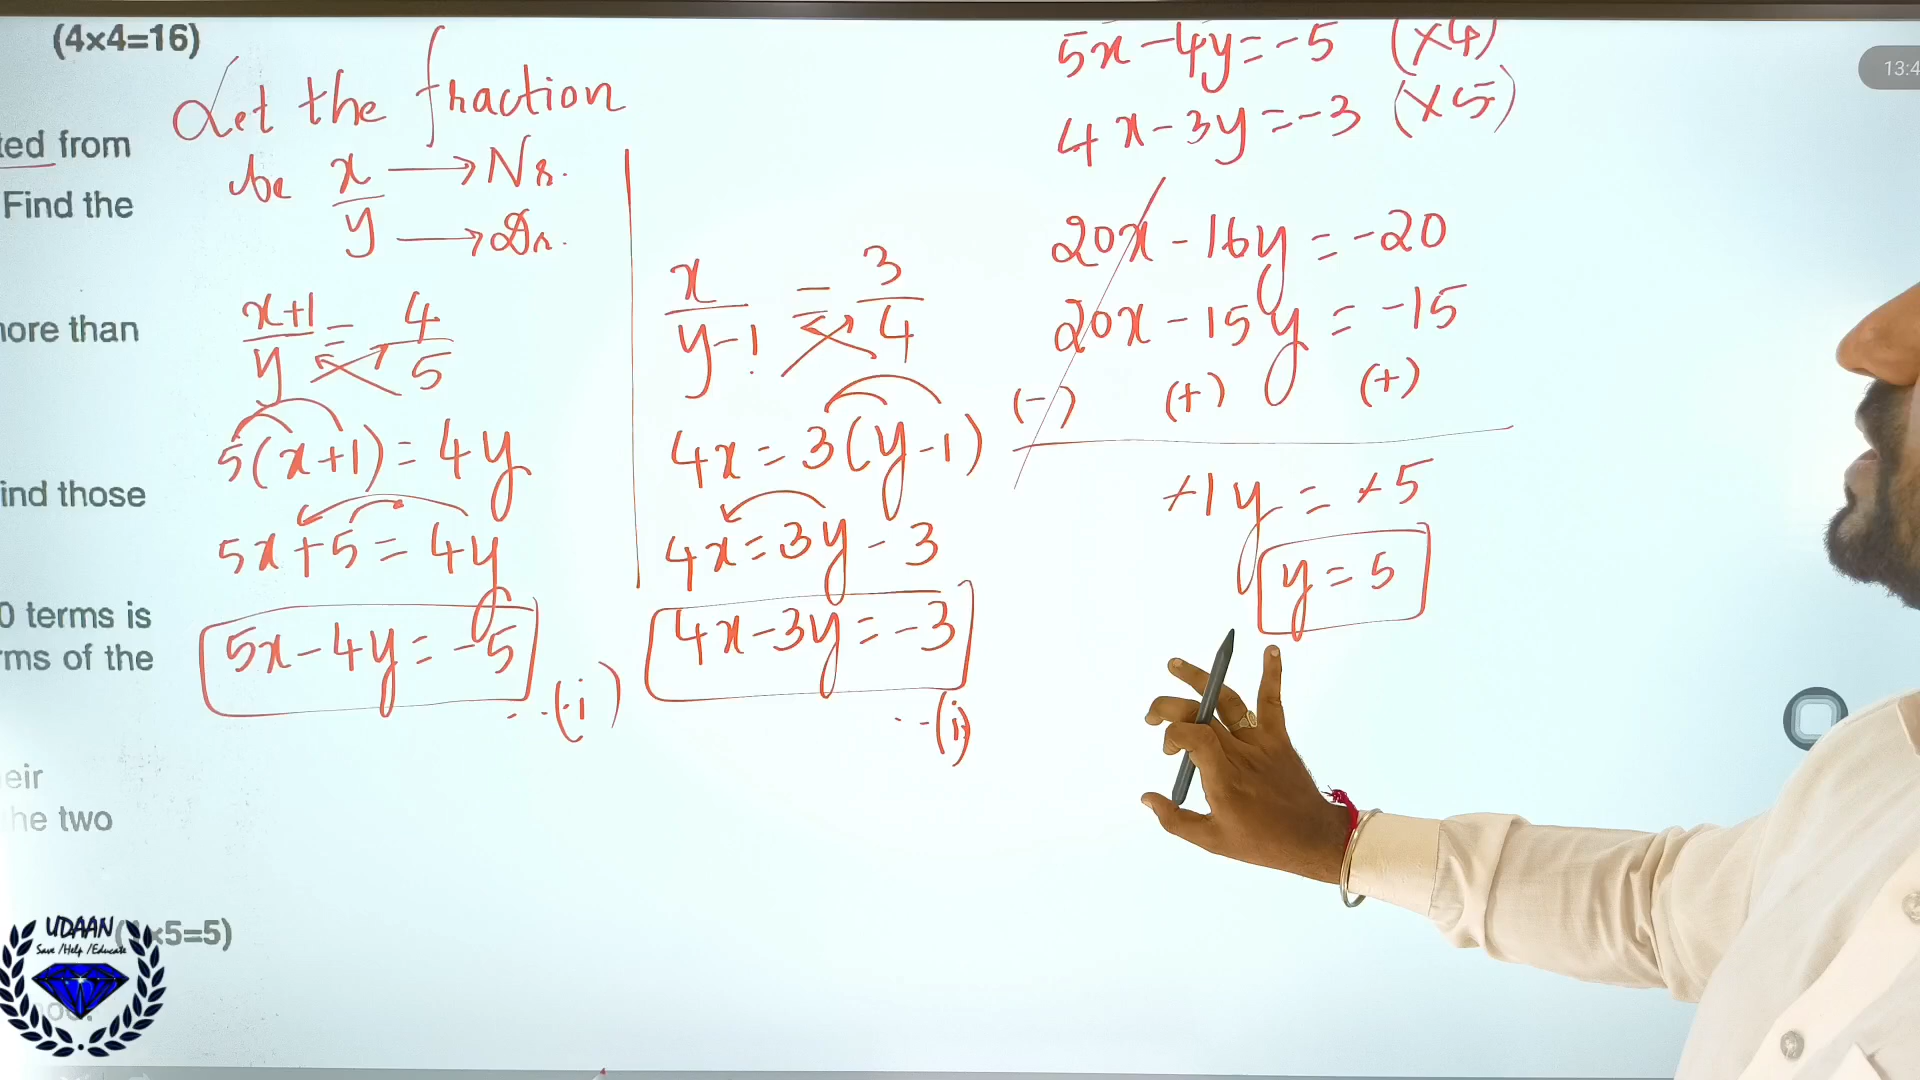 (4×4=16)
ted from
Find the
more than
ind those
0 terms is
rms of the
eir
he two
×5=5)
UDAAN
Save /Help /Educate
Let the fraction
be x/y → Nr.
→ Dr.
x+1/y = 4/5
5(x+1) = 4y
5x+5 = 4y
5x-4y = -5
...(i)
x/y-1 = 3/4
4x = 3(y-1)
4x = 3y - 3
4x-3y = -3
...(i)
5x-4y = -5 (×4)
4x-3y = -3 (×5)
20x - 16y = -20
20x - 15y = -15
(-) (+) (+)
+1y = +5
y = 5
13:4